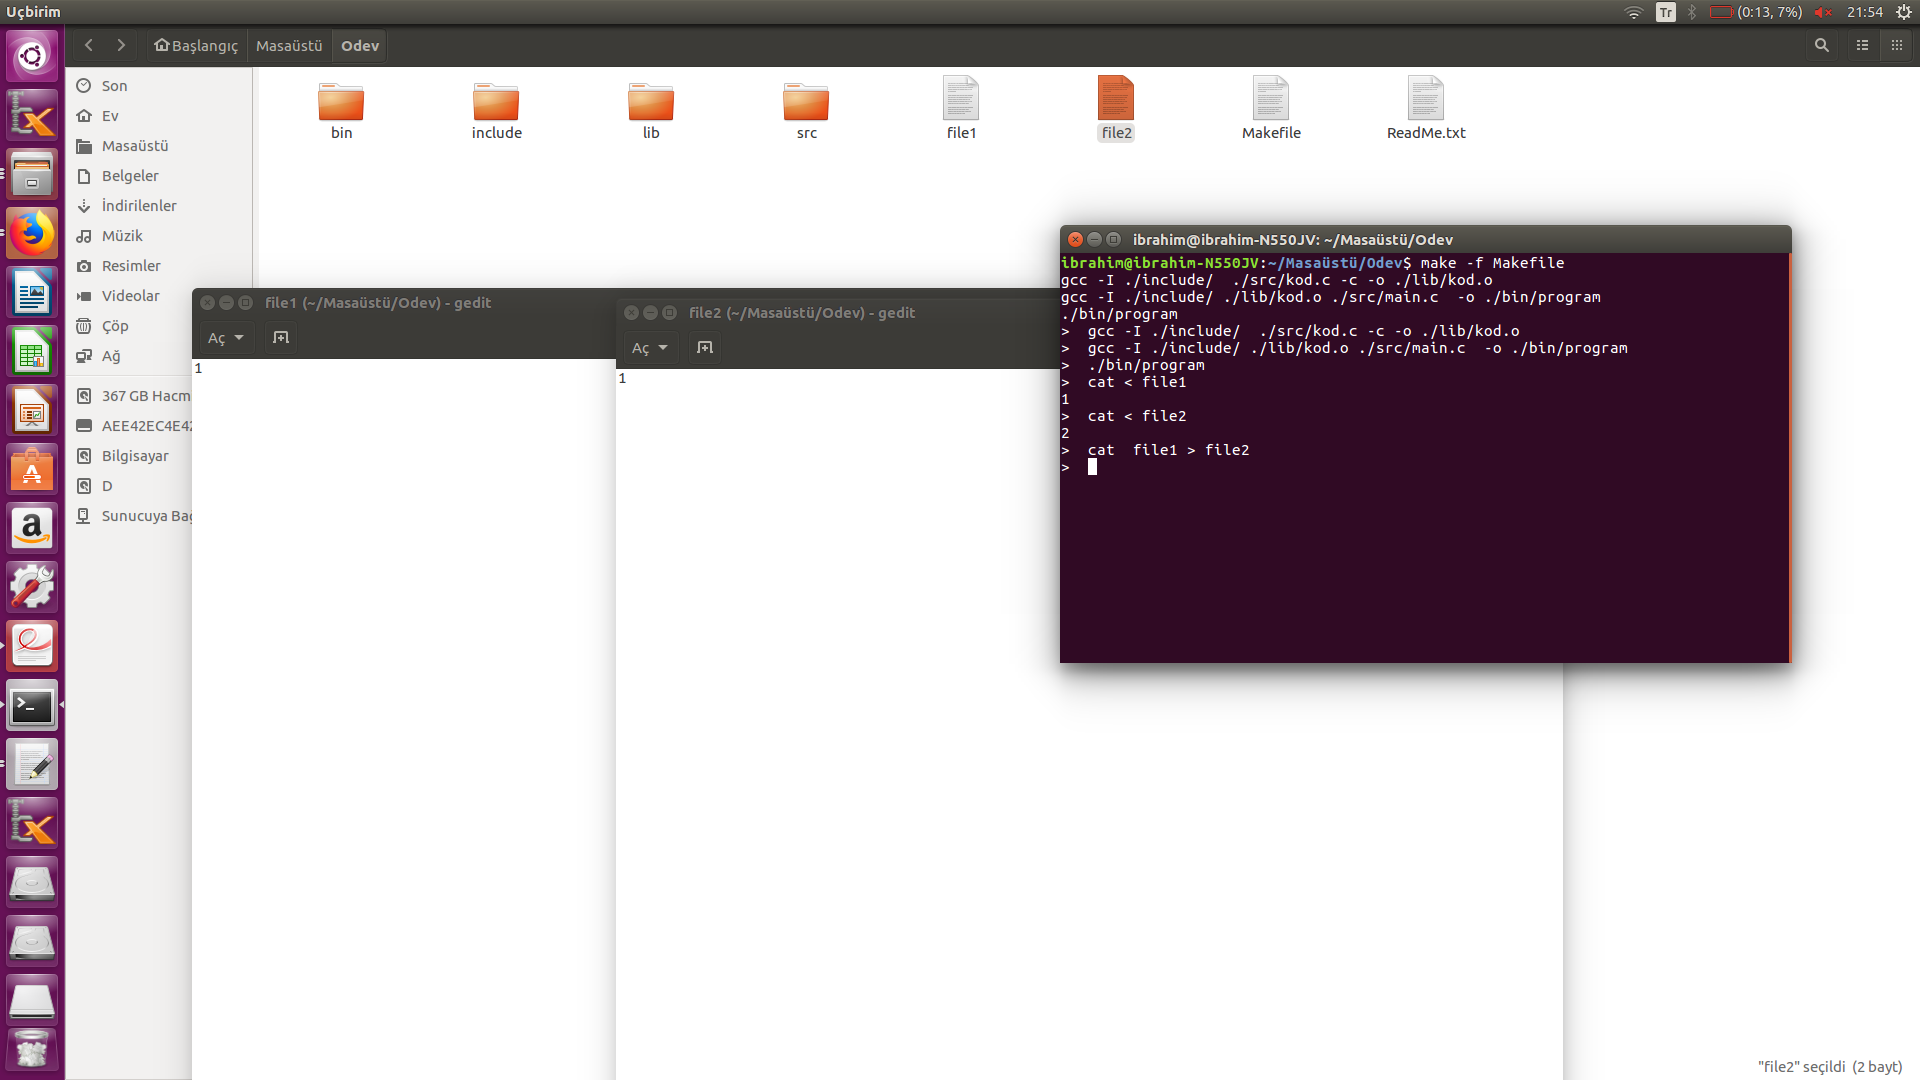 Uçbirim
Tr
(0:13, 7%)
21:54
Başlangıç
Masaüstü
Odev
Son
Ev
Masaüstü
Belgeler
İndirilenler
Müzik
Resimler
Videolar
Çöp
Ağ
367 GB Hacm
AEE42EC4E42
Bilgisayar
D
Sunucuya Bağ
bin
include
lib
src
file1
file2
Makefile
ReadMe.txt
file1 (~/Masaüstü/Odev) - gedit
Aç
1
file2 (~/Masaüstü/Odev) - gedit
Aç
1
ibrahim@ibrahim-N550JV: ~/Masaüstü/Odev
ibrahim@ibrahim-N550JV:~/Masaüstü/Odev$ make -f Makefile
gcc -I ./include/  ./src/kod.c -c -o ./lib/kod.o
gcc -I ./include/ ./lib/kod.o ./src/main.c  -o ./bin/program
./bin/program
>  gcc -I ./include/  ./src/kod.c -c -o ./lib/kod.o
>  gcc -I ./include/ ./lib/kod.o ./src/main.c  -o ./bin/program
>  ./bin/program
>  cat < file1
1
>  cat < file2
2
>  cat  file1 > file2
>
"file2" seçildi (2 bayt)